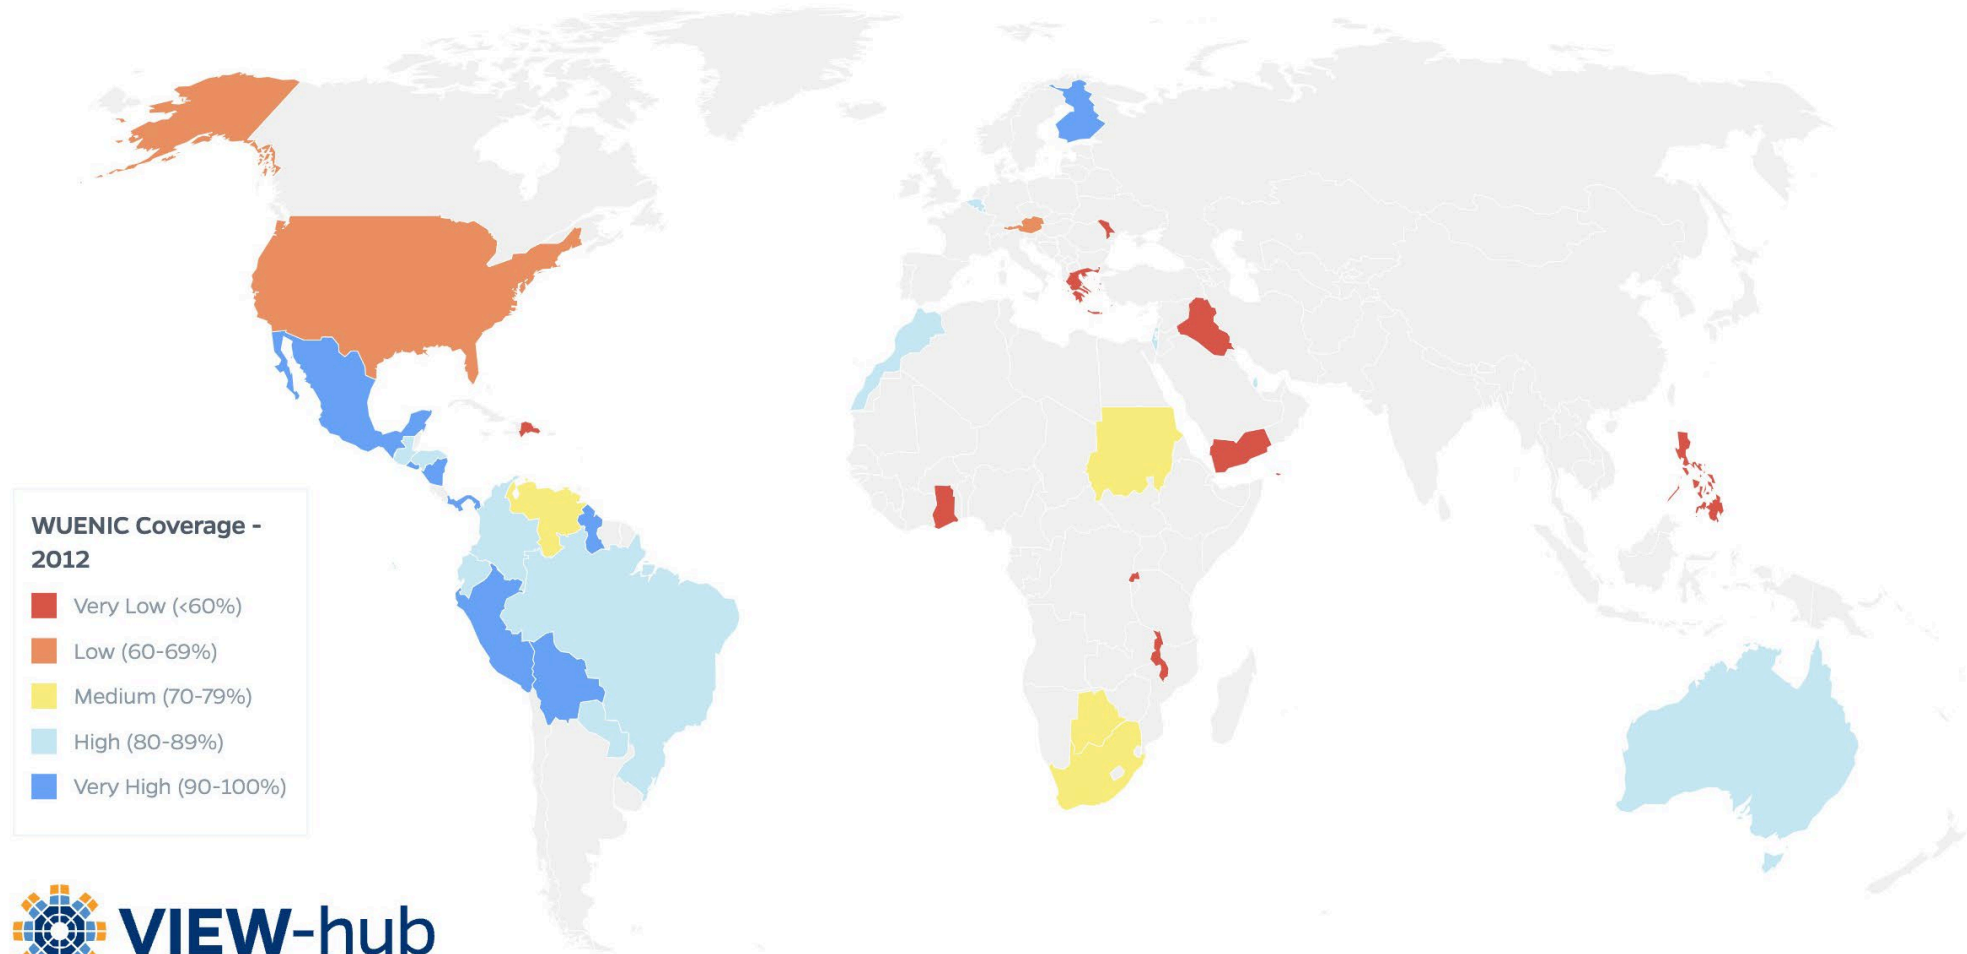 WUENIC Coverage -
2012
Very Low (<60%)
Low (60-69%)
Medium (70-79%)
High (80-89%)
Very High (90-100%)
VIEW-hub